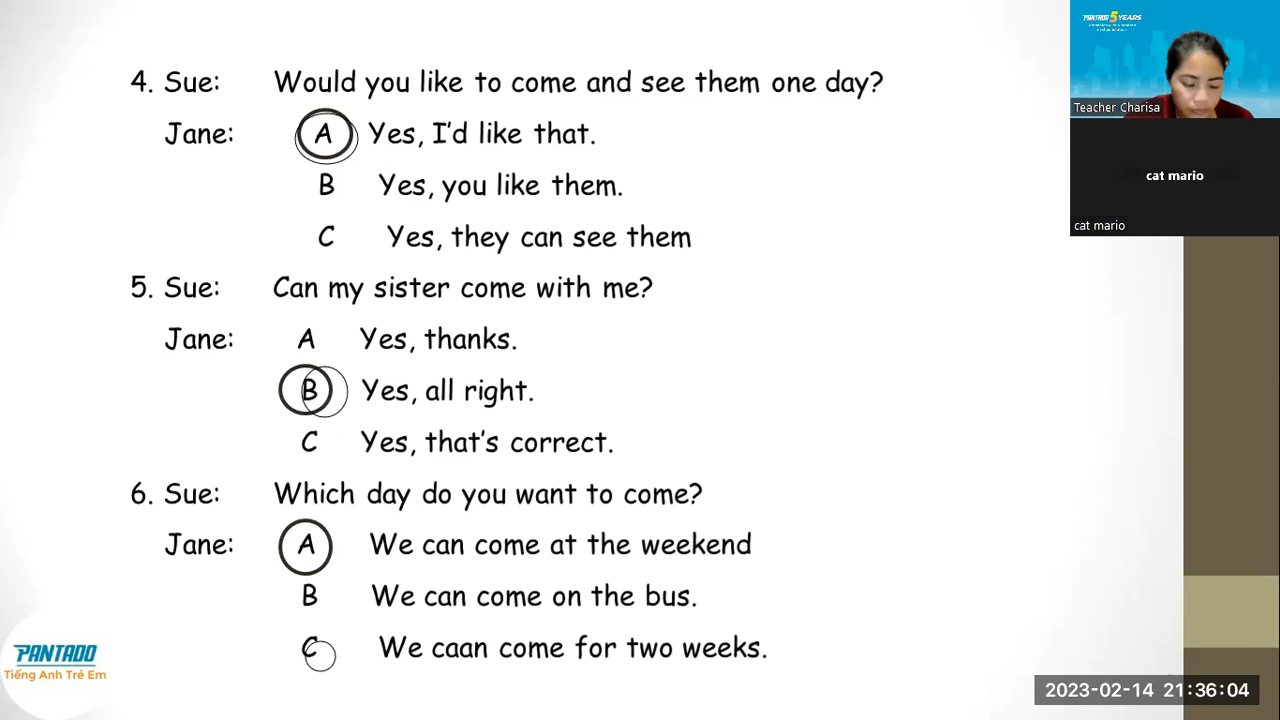 4. Sue: Would you like to come and see them one day?
Jane: A Yes, I'd like that.
B Yes, you like them.
C Yes, they can see them
5. Sue: Can my sister come with me?
Jane: A Yes, thanks.
B Yes, all right.
C Yes, that's correct.
6. Sue: Which day do you want to come?
Jane: A We can come at the weekend
B We can come on the bus.
C We caan come for two weeks.
PANTADO
Tiếng Anh Trẻ Em
PANTADO 5 YEARS
Teacher Charisa
cat mario
cat mario
2023-02-14 21:36:04